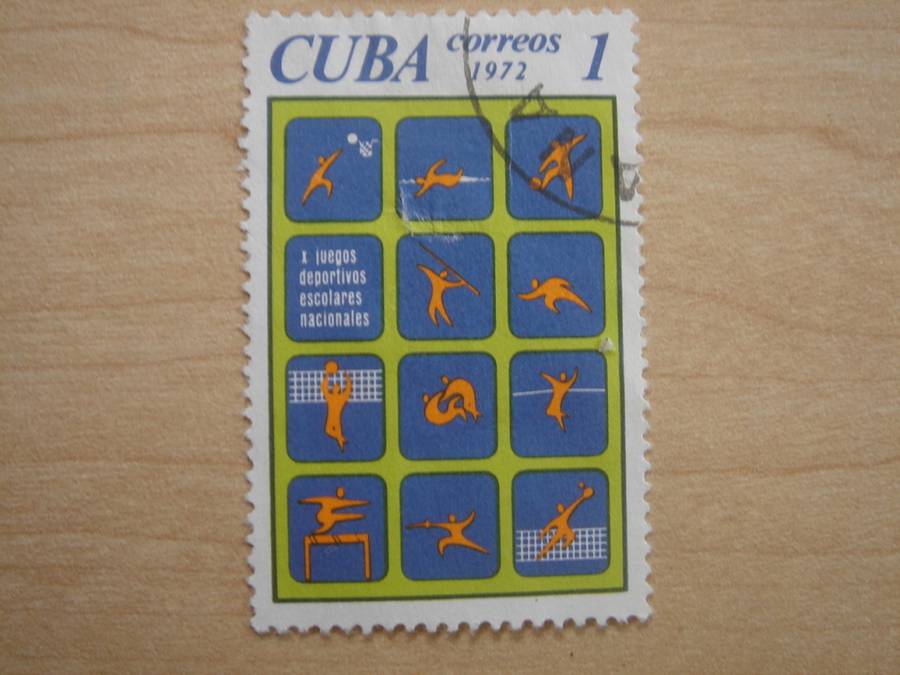 CUBA correos 1
1972
x juegos
deportivos
escolares
nacionales